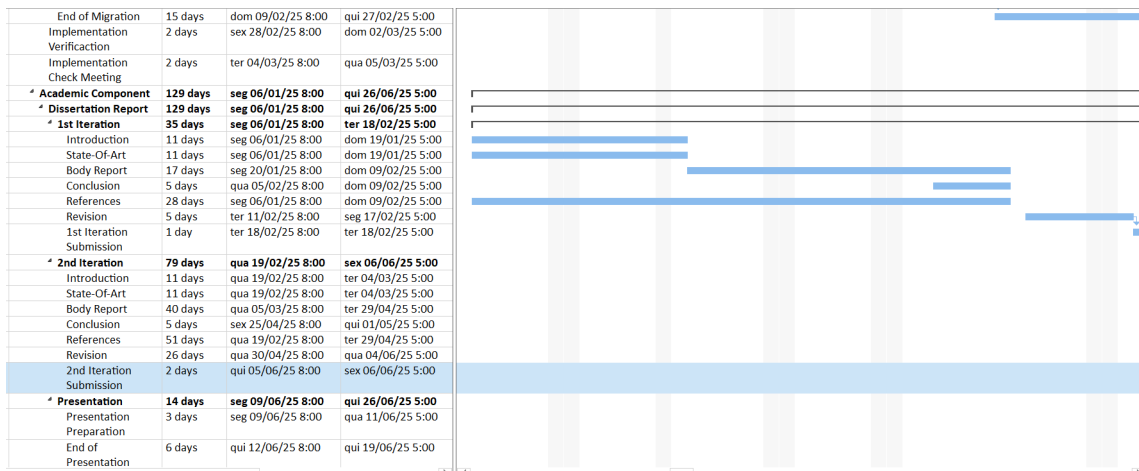 End of Migration 15 days dom 09/02/25 8:00 qui 27/02/25 5:00
Implementation 2 days sex 28/02/25 8:00 dom 02/03/25 5:00
Verificaction
Implementation 2 days ter 04/03/25 8:00 qua 05/03/25 5:00
Check Meeting
Academic Component 129 days seg 06/01/25 8:00 qui 26/06/25 5:00
Dissertation Report 129 days seg 06/01/25 8:00 qui 26/06/25 5:00
1st Iteration 35 days seg 06/01/25 8:00 ter 18/02/25 5:00
Introduction 11 days seg 06/01/25 8:00 dom 19/01/25 5:00
State-Of-Art 11 days seg 06/01/25 8:00 dom 19/01/25 5:00
Body Report 17 days seg 20/01/25 8:00 dom 09/02/25 5:00
Conclusion 5 days qua 05/02/25 8:00 dom 09/02/25 5:00
References 28 days seg 06/01/25 8:00 dom 09/02/25 5:00
Revision 5 days ter 11/02/25 8:00 seg 17/02/25 5:00
1st Iteration 1 day ter 18/02/25 8:00 ter 18/02/25 5:00
Submission
2nd Iteration 79 days qua 19/02/25 8:00 sex 06/06/25 5:00
Introduction 11 days qua 19/02/25 8:00 ter 04/03/25 5:00
State-Of-Art 11 days qua 19/02/25 8:00 ter 04/03/25 5:00
Body Report 40 days qua 05/03/25 8:00 ter 29/04/25 5:00
Conclusion 5 days sex 25/04/25 8:00 qui 01/05/25 5:00
References 51 days qua 19/02/25 8:00 ter 29/04/25 5:00
Revision 26 days qua 30/04/25 8:00 qua 04/06/25 5:00
2nd Iteration 2 days qui 05/06/25 8:00 sex 06/06/25 5:00
Submission
Presentation 14 days seg 09/06/25 8:00 qui 26/06/25 5:00
Presentation 3 days seg 09/06/25 8:00 qua 11/06/25 5:00
Preparation
End of 6 days qui 12/06/25 8:00 qui 19/06/25 5:00
Presentation